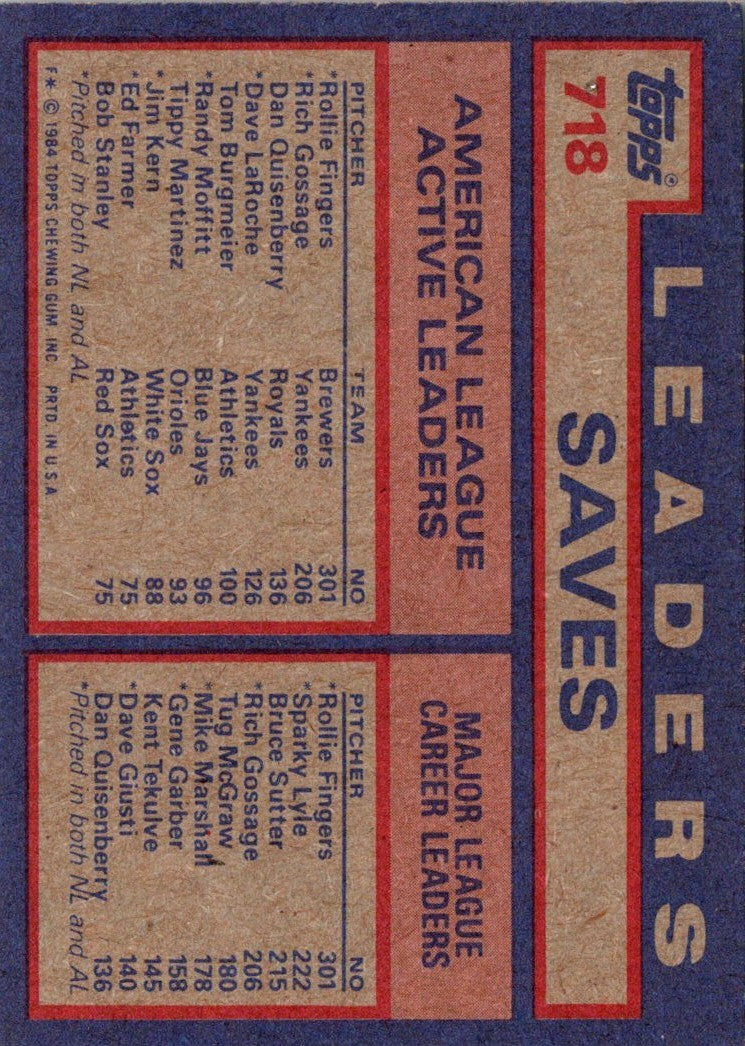 topps
718
LEADERS
SAVES
AMERICAN LEAGUE
ACTIVE LEADERS
PITCHER TEAM NO
*Rollie Fingers Brewers 301
*Rich Gossage Yankees 206
Dan Quisenberry Royals 136
*Dave LaRoche Yankees 126
Tom Burgmeier Athletics 100
*Randy Moffitt Blue Jays 96
Tippy Martinez Orioles 93
*Jim Kern White Sox 88
*Ed Farmer Athletics 75
Bob Stanley Red Sox 75
*Pitched in both NL and AL
F* © 1984 TOPPS CHEWING GUM INC PRTD IN U.S.A.
MAJOR LEAGUE
CAREER LEADERS
PITCHER NO
*Rollie Fingers 301
*Sparky Lyle 222
Bruce Sutter 215
*Rich Gossage 206
Tug McGraw 180
*Mike Marshall 178
*Gene Garber 158
Kent Tekulve 145
*Dave Giusti 140
Dan Quisenberry 136
*Pitched in both NL and AL